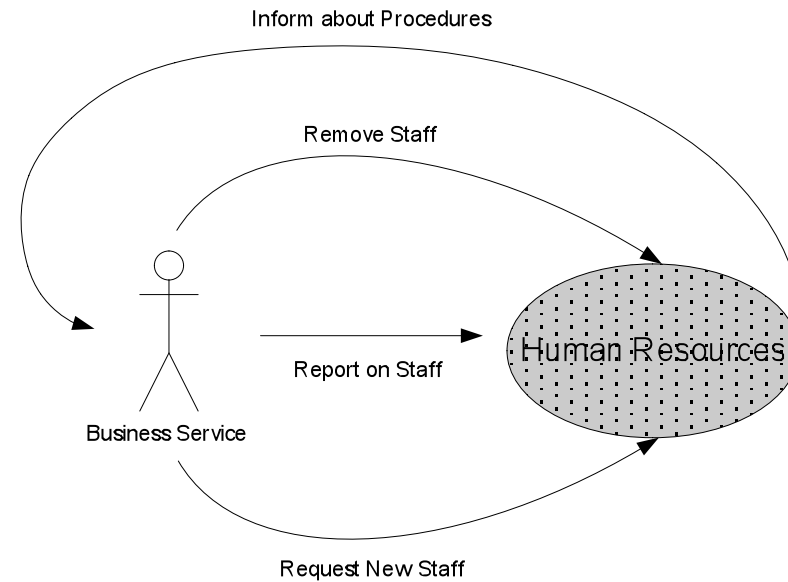 Inform about Procedures
Remove Staff
Human Resources
Report on Staff
Business Service
Request New Staff